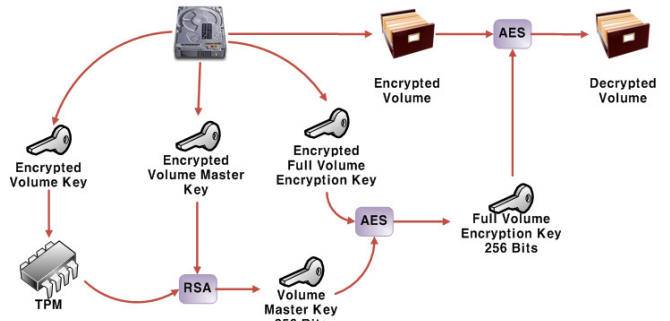 AES
Encrypted
Volume
Decrypted
Volume
Encrypted
Volume Key
Encrypted
Volume Master
Key
Encrypted
Full Volume
Encryption Key
AES
Full Volume
Encryption Key
256 Bits
TPM
RSA
Volume
Master Key